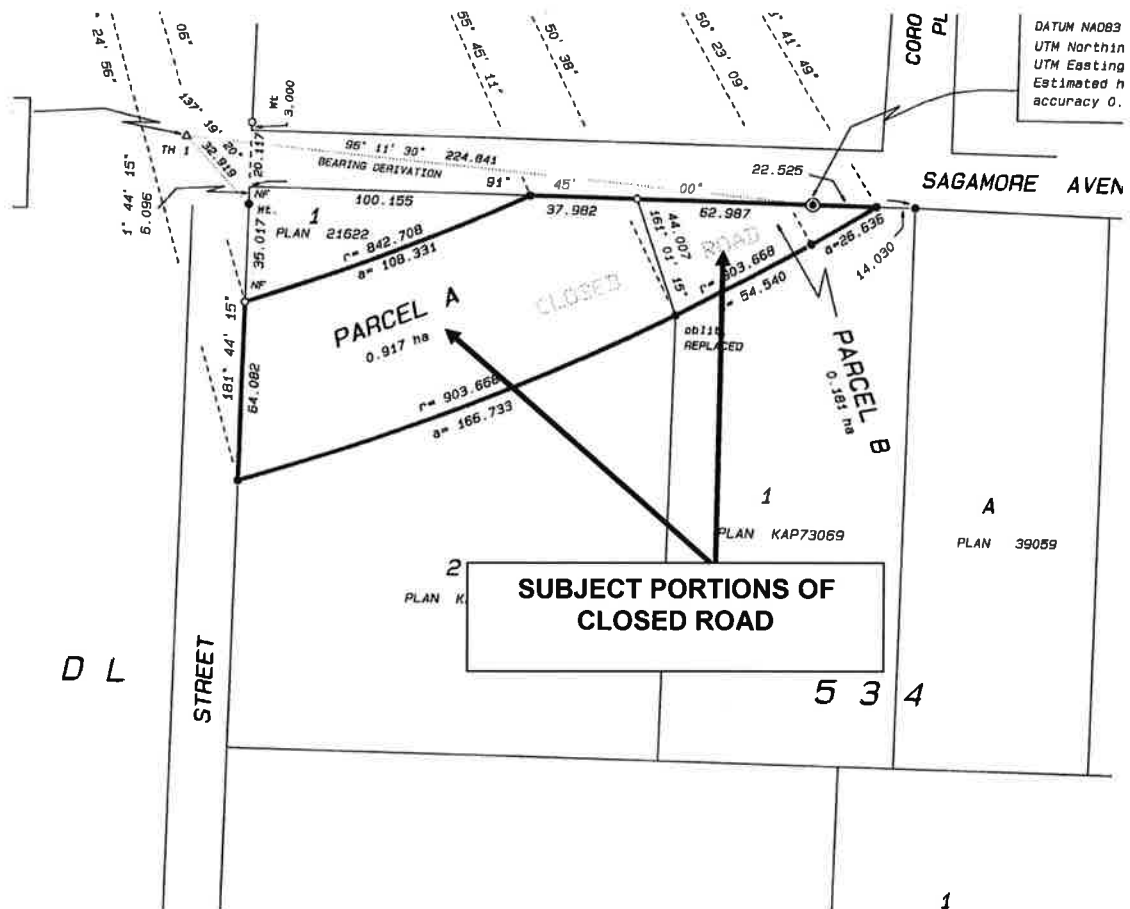 24' 56"
06"
55° 45' 11"
50' 38"
50° 23' 09"
41' 49"
CORO
PL
DATUM NAD83
UTM Northin
UTM Easting
Estimated h
accuracy 0.
Wt
3.000
137° 19' 20"
32.919
TH 1
20.117
95° 11' 30" 224.841
BEARING DERIVATION
22.525
SAGAMORE AVEN
1° 44' 15"
6.096
NF
Wt.
100.155
91° 45' 00"
37.982
62.987
14.030
1
PLAN 21622
35.017
NF
r= 842.708
a= 108.331
44.007
161° 01' 15"
CLOSED ROAD
r= 903.668
54.540
a=26.636
PARCEL A
0.917 ha
181° 44' 15"
64.082
oblit.
REPLACED
PARCEL B
0.181 ha
r= 903.668
a= 166.733
1
PLAN KAP73069
A
PLAN 39059
2
PLAN K
SUBJECT PORTIONS OF
CLOSED ROAD
D L
STREET
5 3 4
1